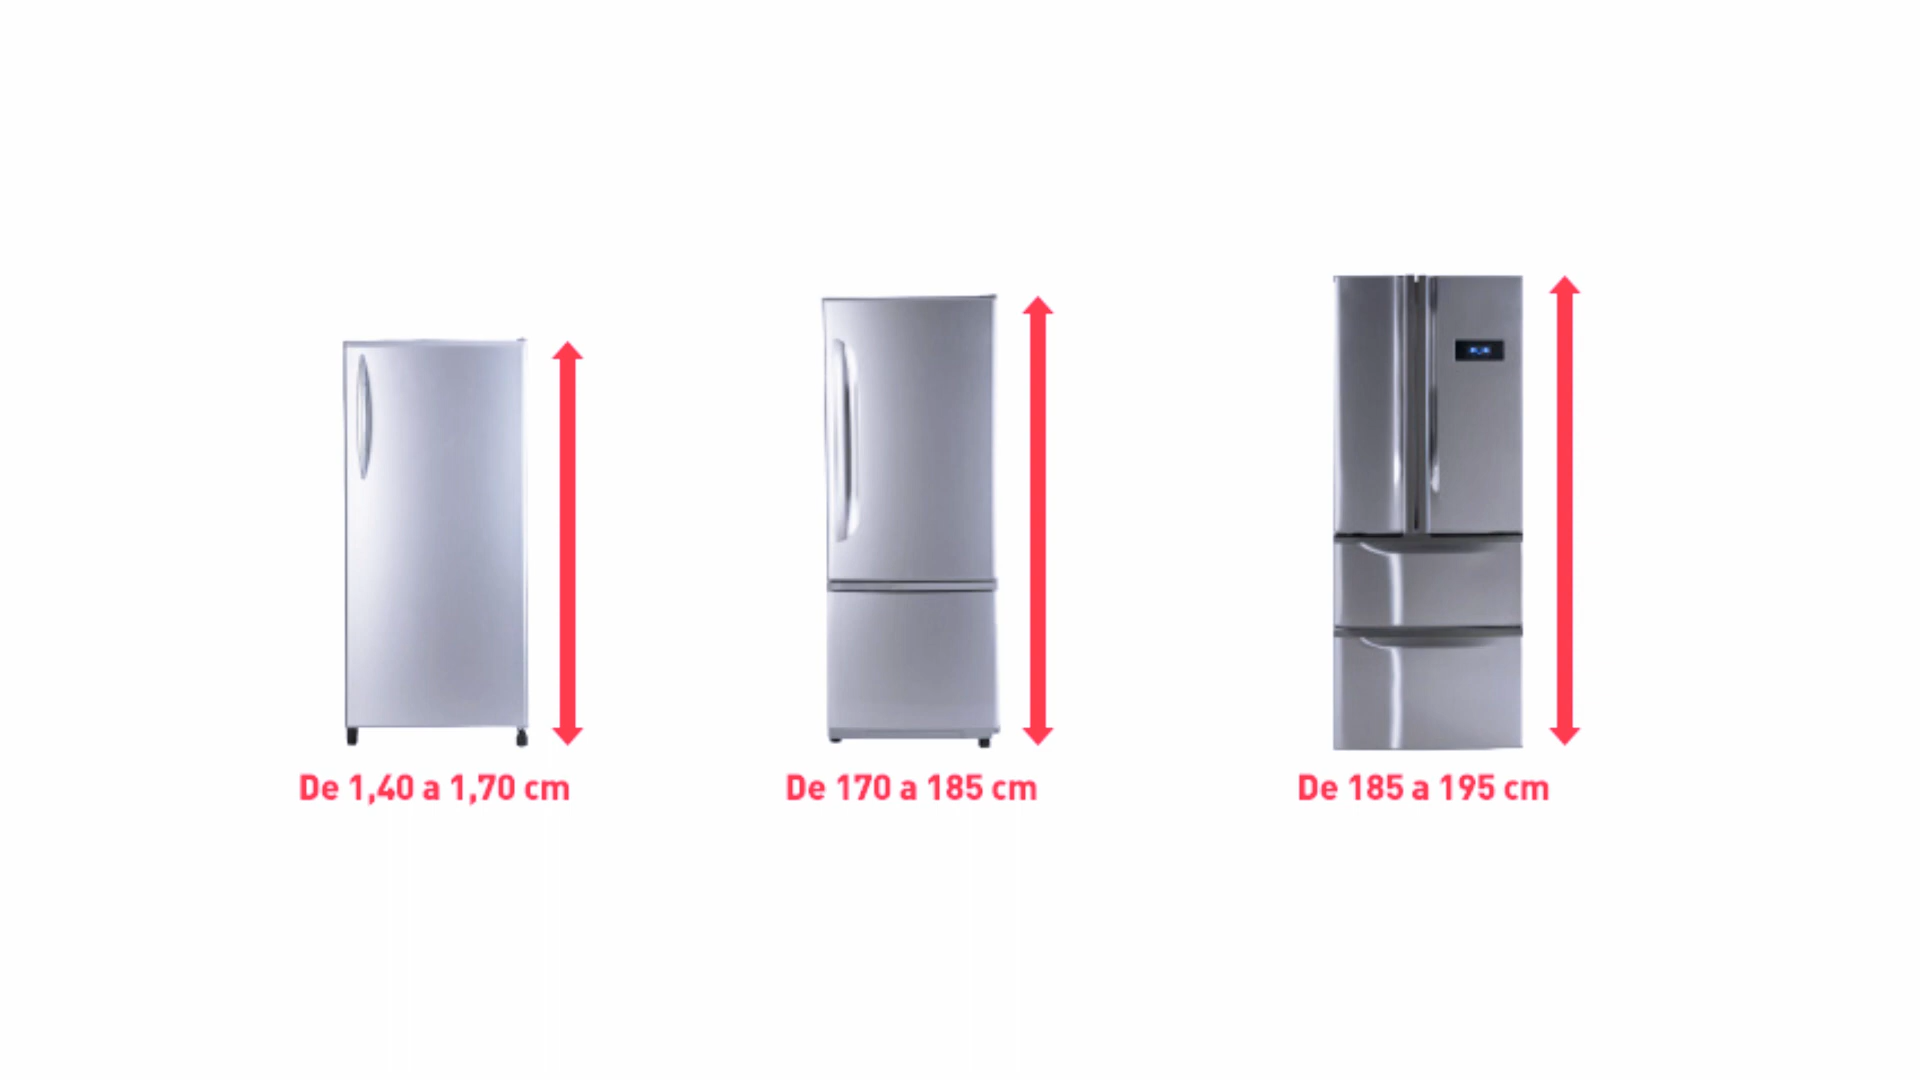 De 1,40 a 1,70 cm
De 170 a 185 cm
De 185 a 195 cm